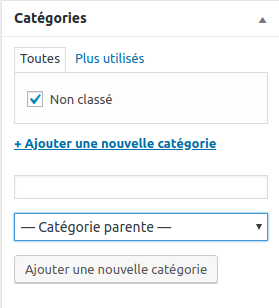 Catégories
Toutes Plus utilisés
Non classé
+ Ajouter une nouvelle catégorie
— Catégorie parente —
Ajouter une nouvelle catégorie